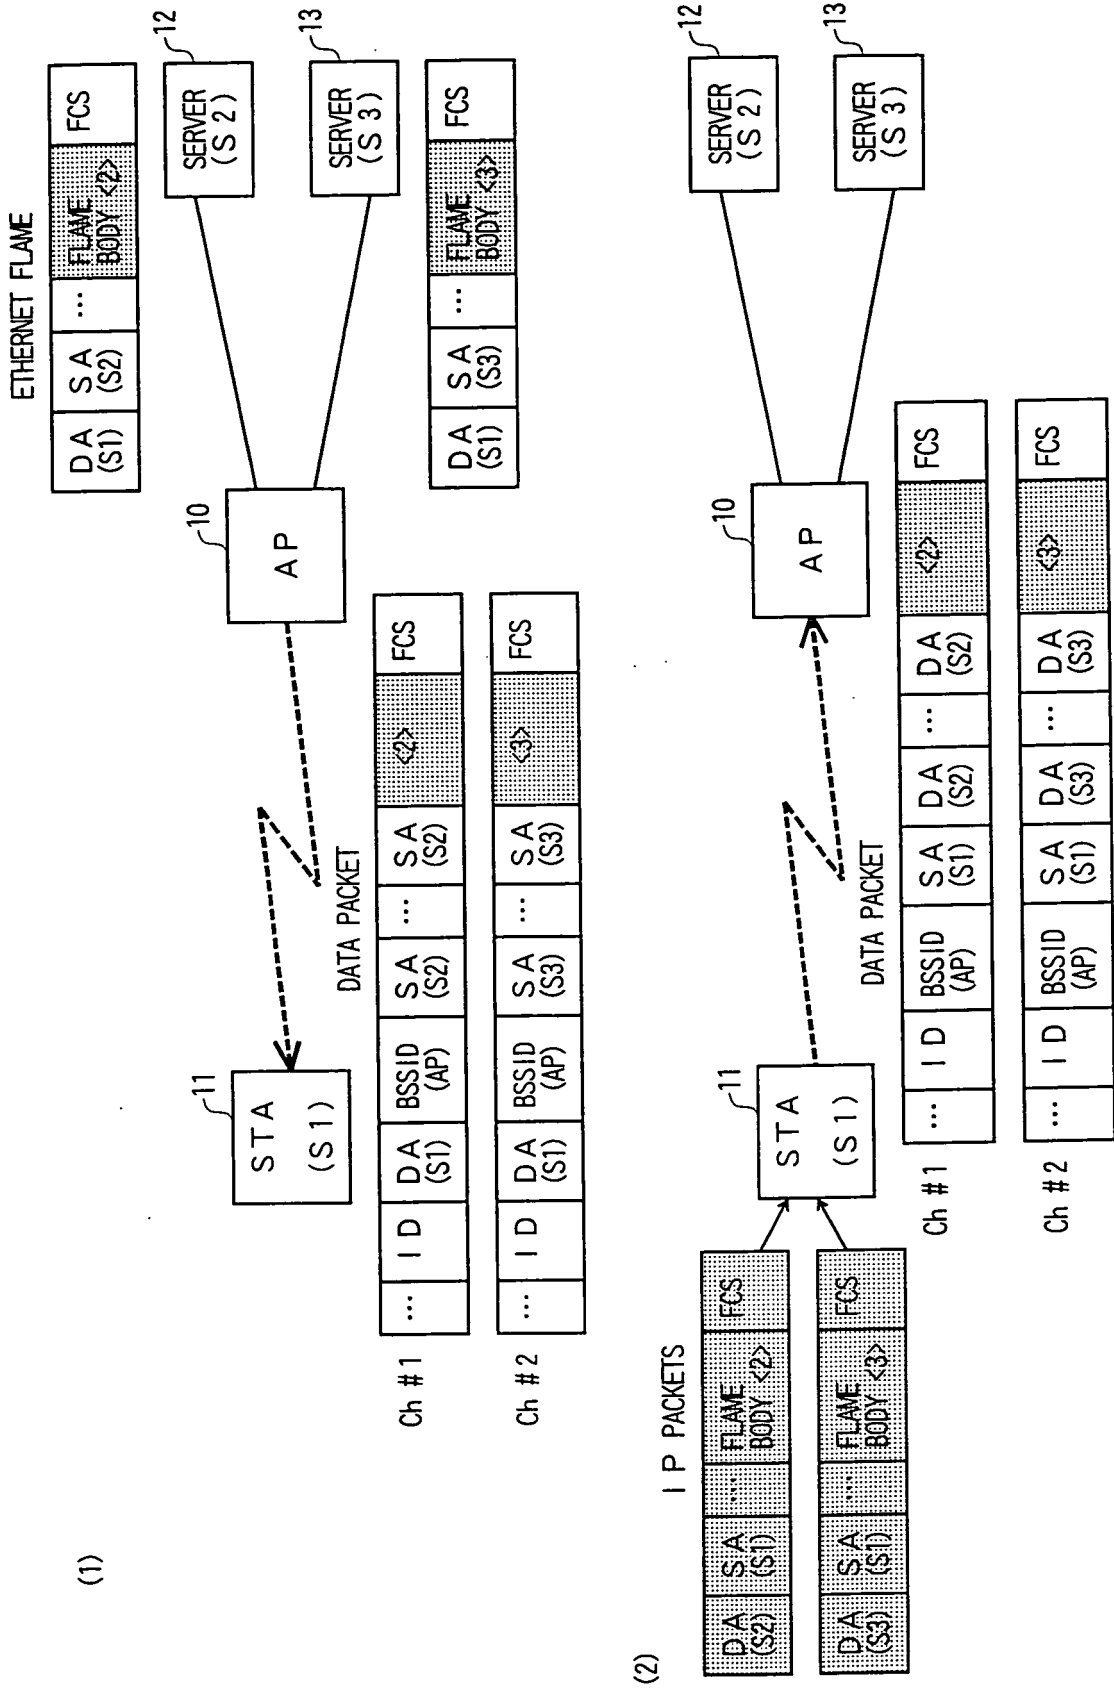 (1)
ETHERNET FLAME
DA
(S1)
SA
(S2)
...
FLAME
BODY <2>
FCS
SERVER
(S2)
12
SERVER
(S3)
13
DA
(S1)
SA
(S3)
...
FLAME
BODY <3>
FCS
10
AP
11
STA
(S1)
DATA PACKET
Ch #1
...
ID
DA
(S1)
BSSID
(AP)
SA
(S2)
...
SA
(S2)
<2>
FCS
Ch #2
...
ID
DA
(S1)
BSSID
(AP)
SA
(S3)
...
SA
(S3)
<3>
FCS
(2)
IP PACKETS
DA
(S2)
SA
(S1)
...
FLAME
BODY <2>
FCS
DA
(S3)
SA
(S1)
...
FLAME
BODY <3>
FCS
11
STA
(S1)
10
AP
SERVER
(S2)
12
SERVER
(S3)
13
DATA PACKET
Ch #1
...
ID
BSSID
(AP)
SA
(S1)
DA
(S2)
...
DA
(S2)
<2>
FCS
Ch #2
...
ID
BSSID
(AP)
SA
(S1)
DA
(S3)
...
DA
(S3)
<3>
FCS